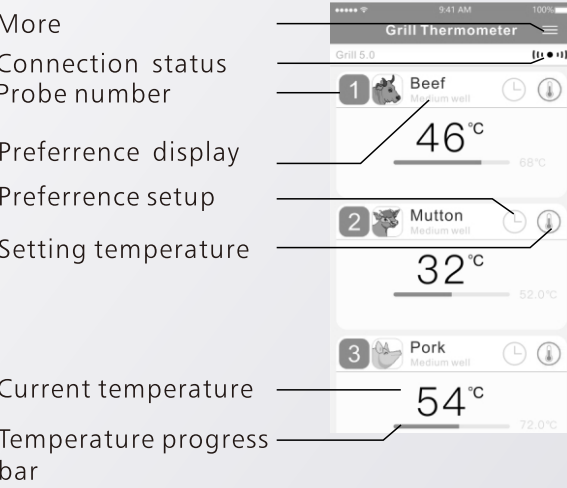 More
Connection status
Probe number
Preferrence display
Preferrence setup
Setting temperature
Current temperature
Temperature progress
bar
9:41 AM 100%
Grill Thermometer
Grill 5.0
1 Beef
Medium well
46°C
68°C
2 Mutton
Medium well
32°C
52.0°C
3 Pork
Medium well
54°C
72.0°C